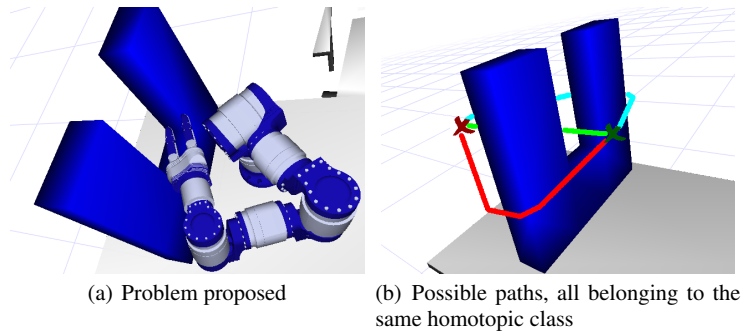 (a) Problem proposed
(b) Possible paths, all belonging to the
same homotopic class